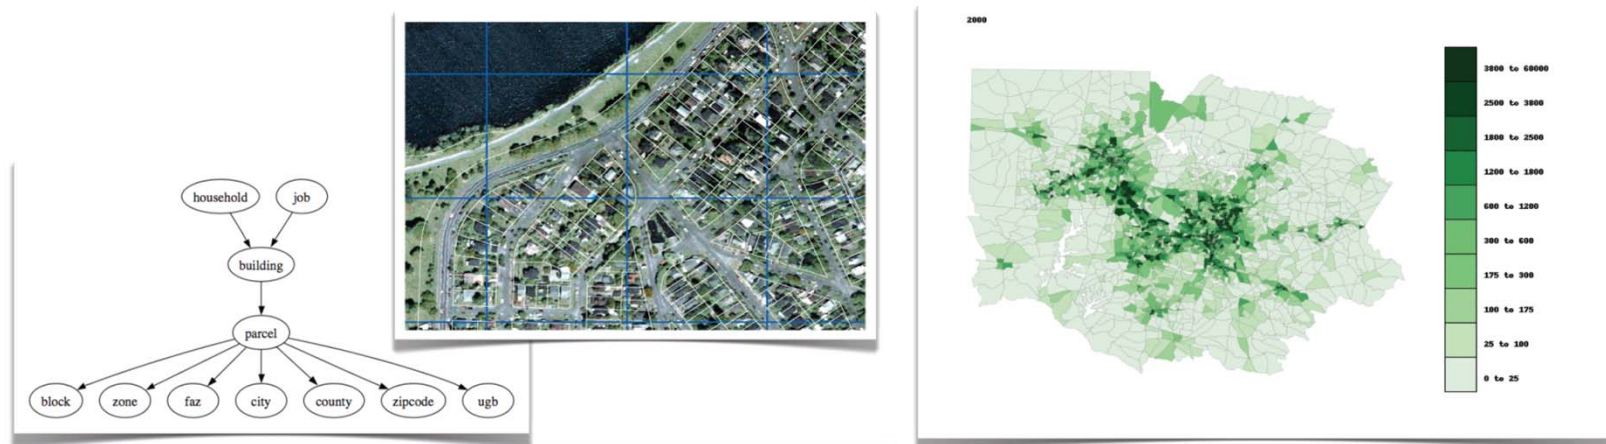 household
job
building
parcel
block
zone
faz
city
county
zipcode
ugb
2000
3800 to 60000
2500 to 3800
1800 to 2500
1200 to 1800
600 to 1200
300 to 600
175 to 300
100 to 175
25 to 100
0 to 25